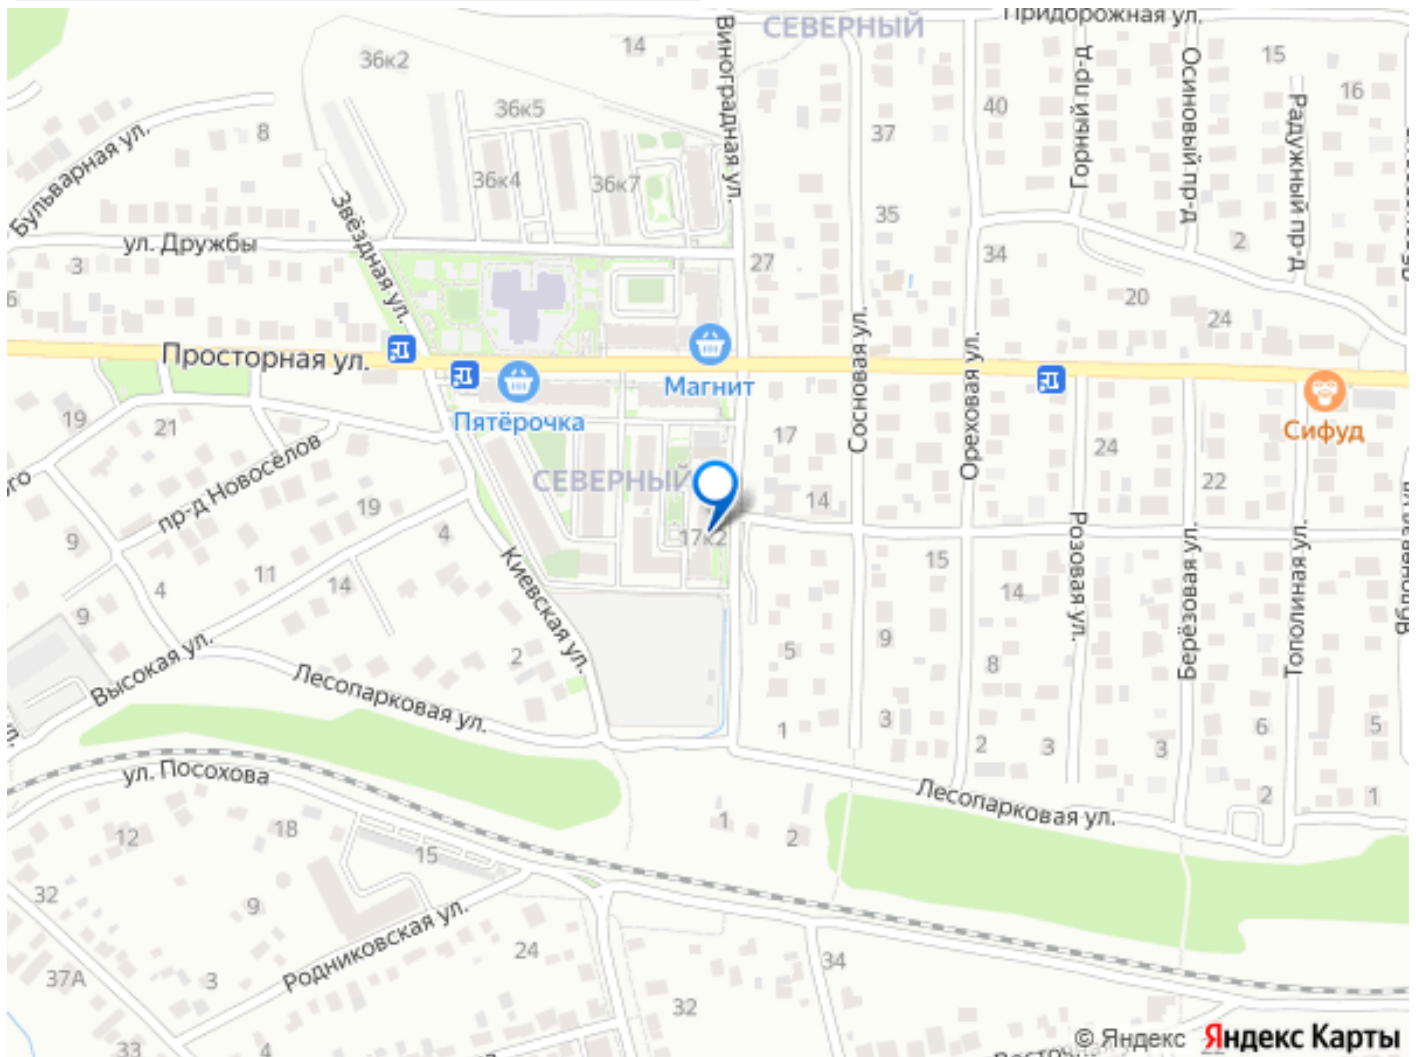 Придорожная ул.
СЕВЕРНЫЙ
14
36к2
Виноградная ул.
Горный пр-д
Осиновый пр-д
15
16
Радужный пр-д
36к5
40
37
8
Бульварная ул.
36к4
36к7
Звёздная ул.
35
ул. Дружбы
2
34
3
27
20
24
6
Просторная ул.
Магнит
Пятёрочка
Сосновая ул.
Ореховая ул.
Сифуд
19
21
17
24
пр-д Новосёлов
СЕВЕРНЫЙ
22
14
19
4
9
17к2
Розовая ул.
Берёзовая ул.
Тополиная ул.
Яблоневая ул.
Киевская ул.
15
11
14
4
14
9
9
5
2
8
Высокая ул.
Лесопарковая ул.
3
6
5
1
2
3
3
ул. Посохова
Лесопарковая ул.
2
1
1
2
12
18
15
32
9
Родниковская ул.
24
34
37А
3
32
33
4
© Яндекс
Яндекс Карты